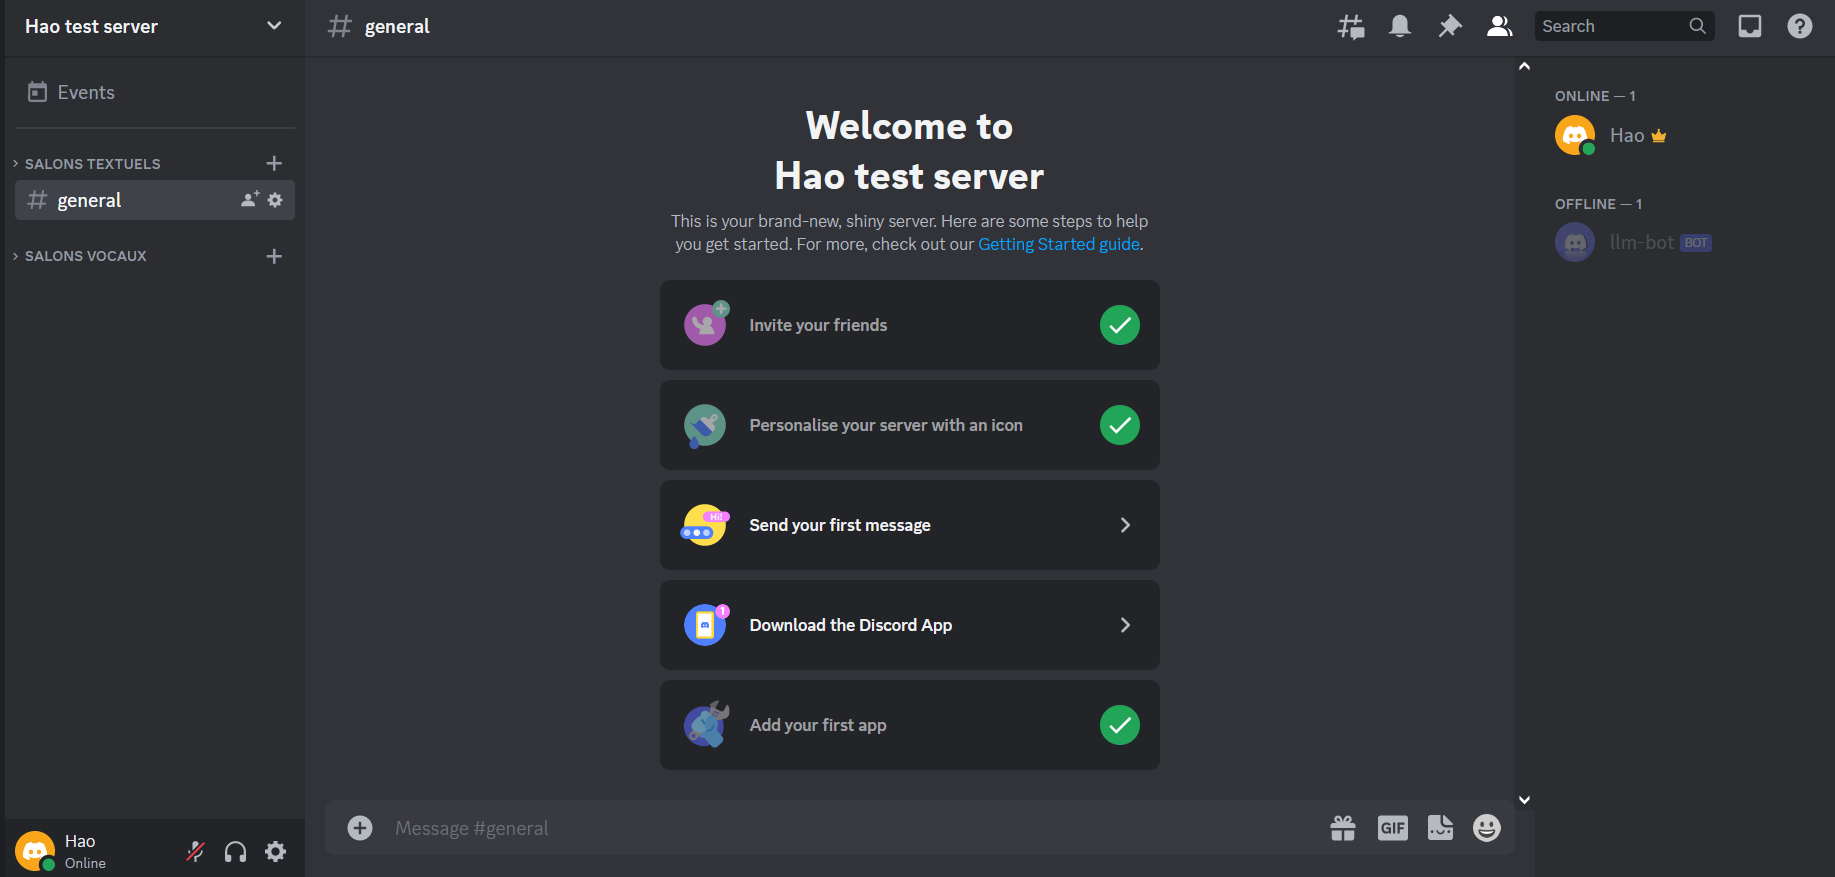 Hao test server
Events
SALONS TEXTUELS
general
SALONS VOCAUX
Hao
Online
general
Search
Welcome to
Hao test server
This is your brand-new, shiny server. Here are some steps to help
you get started. For more, check out our Getting Started guide.
Invite your friends
Personalise your server with an icon
Hi!
Send your first message
1
Download the Discord App
Add your first app
Message #general
GIF
ONLINE — 1
Hao
OFFLINE — 1
llm-bot BOT